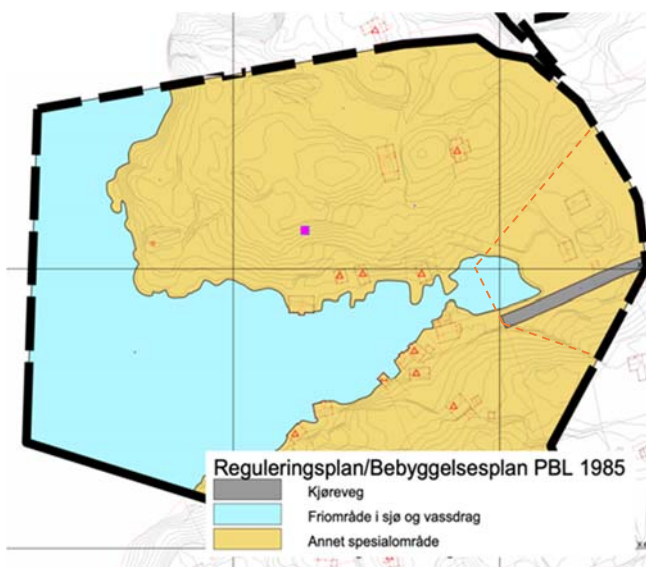 Reguleringsplan/Bebyggelsesplan PBL 1985
Kjøreveg
Friområde i sjø og vassdrag
Annet spesialområde